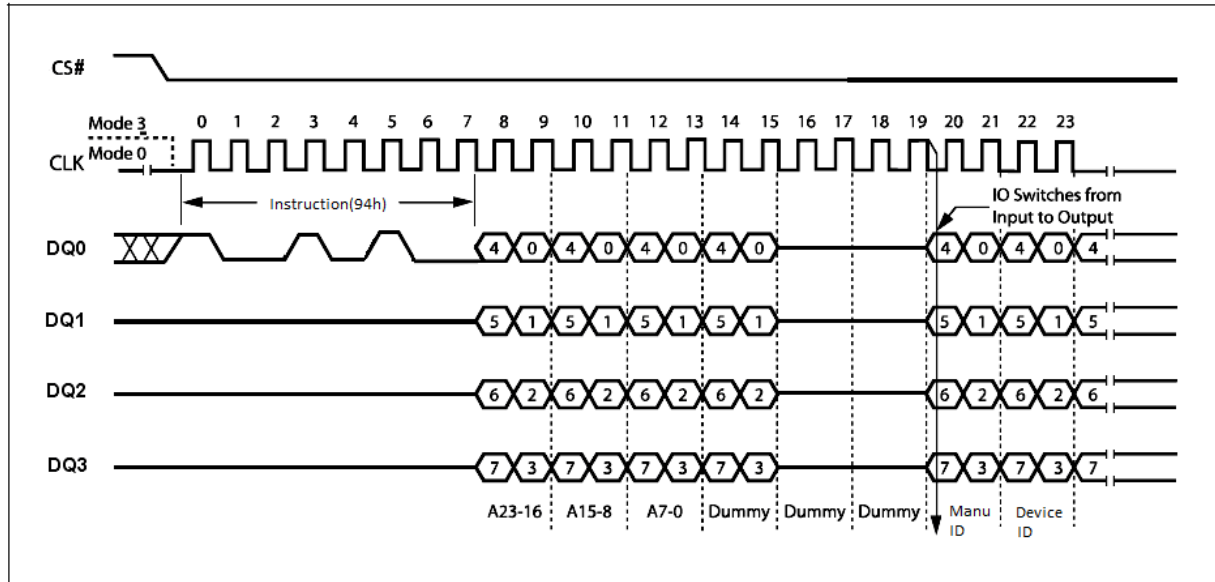 CS#
Mode 3
0 1 2 3 4 5 6 7 8 9 10 11 12 13 14 15 16 17 18 19 20 21 22 23
Mode 0
CLK
Instruction(94h)
IO Switches from
Input to Output
DQ0
4 0 4 0 4 0 4 0 4 0 4 0 4
DQ1
5 1 5 1 5 1 5 1 5 1 5 1 5
DQ2
6 2 6 2 6 2 6 2 6 2 6 2 6
DQ3
7 3 7 3 7 3 7 3 7 3 7 3 7
A23-16 A15-8 A7-0 Dummy Dummy Dummy Manu Device
ID ID